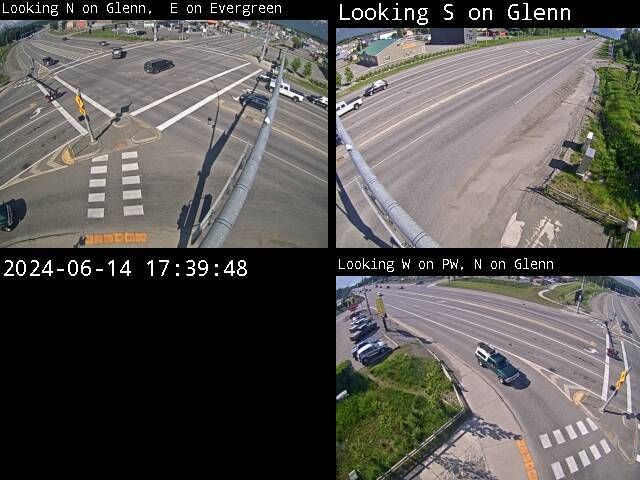 Looking N on Glenn,  E on Evergreen
Looking S on Glenn
2024-06-14 17:39:48
Looking W on PW, N on Glenn